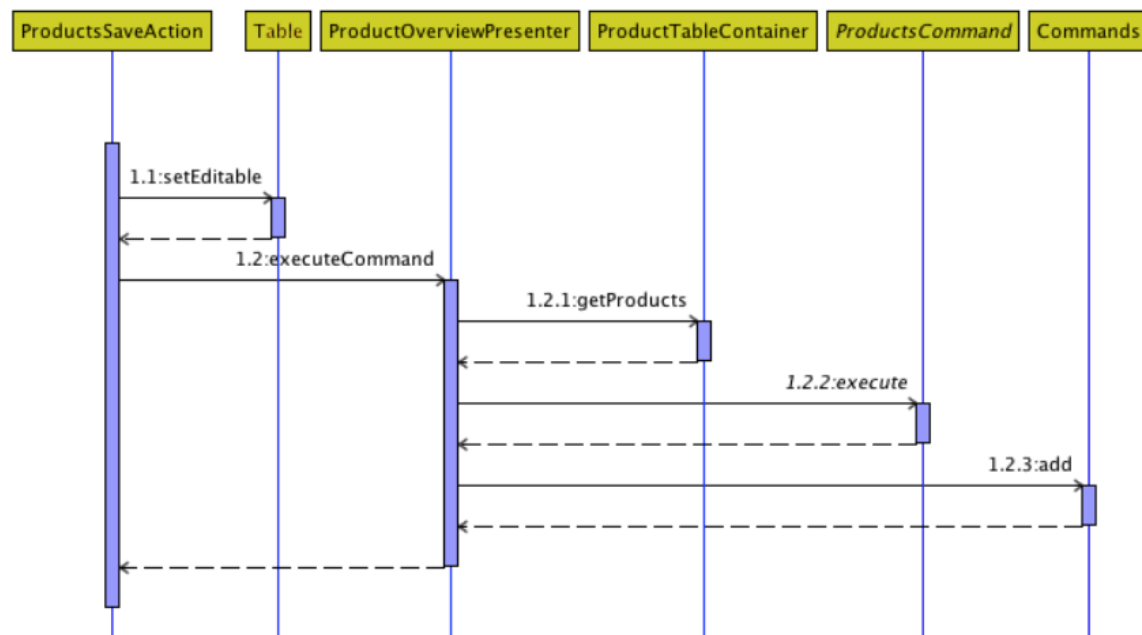 ProductsSaveAction
Table
ProductOverviewPresenter
ProductTableContainer
ProductsCommand
Commands
1.1:setEditable
1.2:executeCommand
1.2.1:getProducts
1.2.2:execute
1.2.3:add